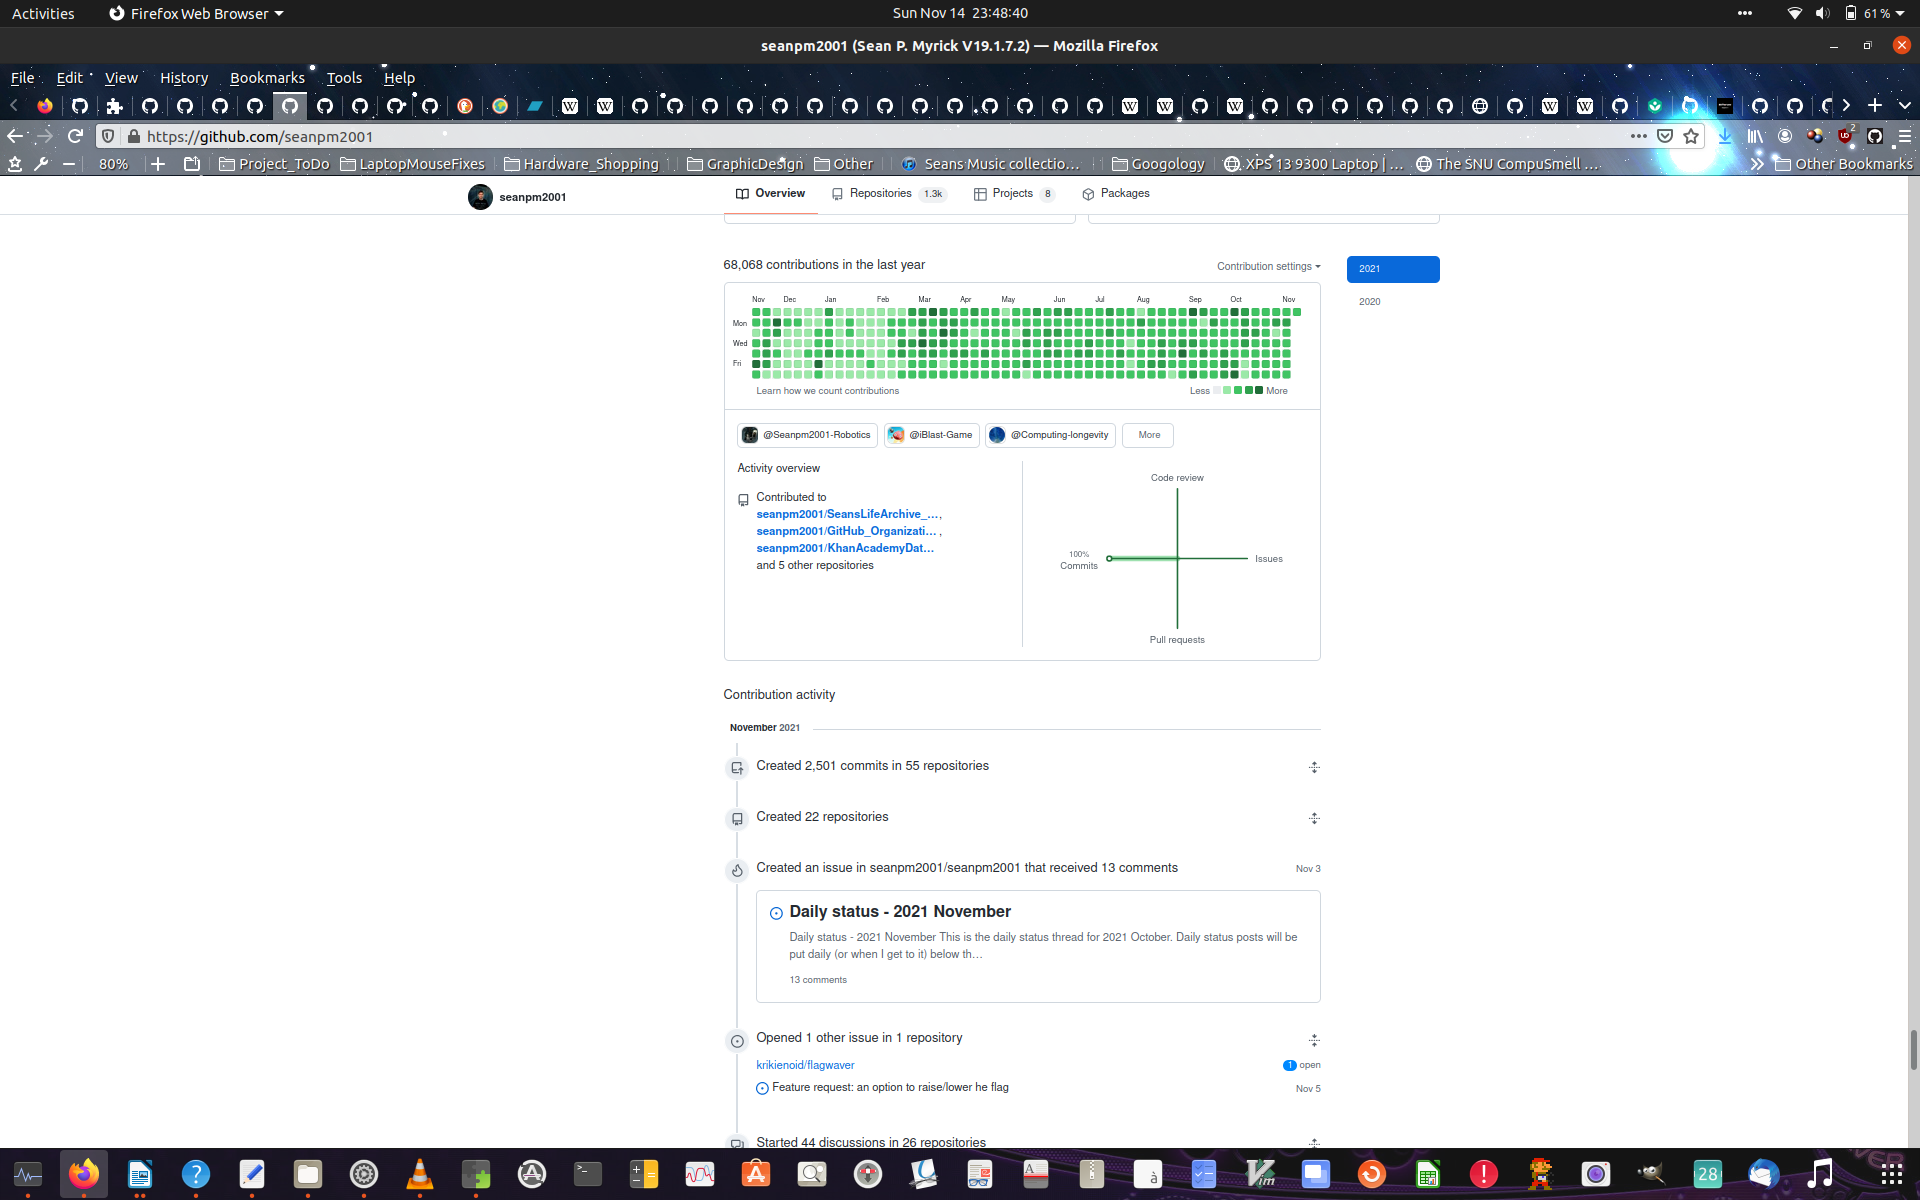 Activities
Firefox Web Browser
Sun Nov 14 23:48:40
61 %
seanpm2001 (Sean P. Myrick V19.1.7.2) — Mozilla Firefox
File Edit View History Bookmarks Tools Help
https://github.com/seanpm2001
2
80% Project_ToDo LaptopMouseFixes Hardware_Shopping GraphicDesign Other Seans Music collectio... Googology XPS 13 9300 Laptop | ... The SNU CompuSmell ... Other Bookmarks
seanpm2001
Overview Repositories 1.3k Projects 8 Packages
68,068 contributions in the last year
Contribution settings
2021
2020
Nov Dec Jan Feb Mar Apr May Jun Jul Aug Sep Oct Nov
Mon
Wed
Fri
Learn how we count contributions
Less More
@Seanpm2001-Robotics @iBlast-Game @Computing-longevity More
Activity overview
Contributed to
seanpm2001/SeansLifeArchive_…,
seanpm2001/GitHub_Organizati… ,
seanpm2001/KhanAcademyDat…
and 5 other repositories
Code review
100%
Commits
Issues
Pull requests
Contribution activity
November 2021
Created 2,501 commits in 55 repositories
Created 22 repositories
Created an issue in seanpm2001/seanpm2001 that received 13 comments
Nov 3
Daily status - 2021 November
Daily status - 2021 November This is the daily status thread for 2021 October. Daily status posts will be
put daily (or when I get to it) below th…
13 comments
Opened 1 other issue in 1 repository
krikienoid/flagwaver
1 open
Feature request: an option to raise/lower he flag
Nov 5
Started 44 discussions in 26 repositories
28